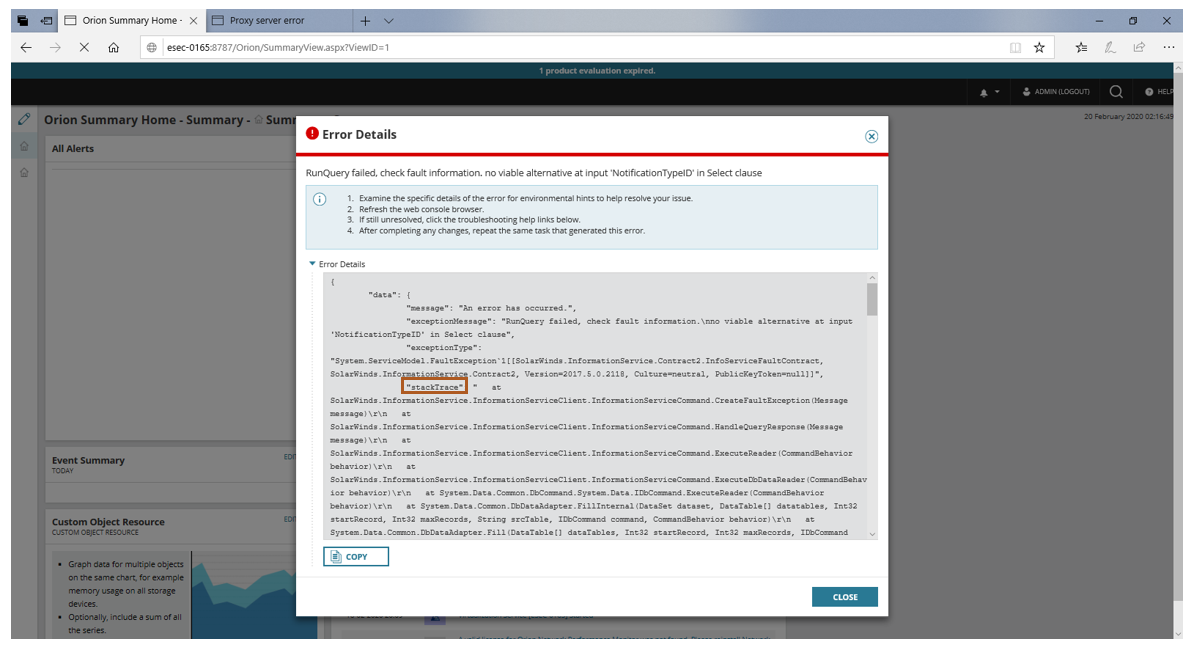 Orion Summary Home -
Proxy server error
esec-0165:8787/Orion/SummaryView.aspx?ViewID=1
1 product evaluation expired.
ADMIN (LOGOUT)
HELP
20 February 2020 02:16:49
Orion Summary Home - Summary -
All Alerts
Error Details
RunQuery failed, check fault information. no viable alternative at input 'NotificationTypeID' in Select clause
1. Examine the specific details of the error for environmental hints to help resolve your issue.
2. Refresh the web console browser.
3. If still unresolved, click the troubleshooting help links below.
4. After completing any changes, repeat the same task that generated this error.
Error Details
{
"data": {
"message": "An error has occurred.",
"exceptionMessage": "RunQuery failed, check fault information.\nno viable alternative at input
'NotificationTypeID' in Select clause",
"exceptionType":
"System.ServiceModel.FaultException`1[[SolarWinds.InformationService.Contract2.InfoServiceFaultContract,
SolarWinds.InformationService.Contract2, Version=2017.5.0.2118, Culture=neutral, PublicKeyToken=null]]",
"stackTrace" " at
SolarWinds.InformationService.InformationServiceClient.InformationServiceCommand.CreateFaultException(Message
message)\r\n at
SolarWinds.InformationService.InformationServiceClient.InformationServiceCommand.HandleQueryResponse(Message
message)\r\n at
SolarWinds.InformationService.InformationServiceClient.InformationServiceCommand.ExecuteReader(CommandBehavior
behavior)\r\n at
SolarWinds.InformationService.InformationServiceClient.InformationServiceCommand.ExecuteDbDataReader(CommandBehav
ior behavior)\r\n at System.Data.Common.DbCommand.System.Data.IDbCommand.ExecuteReader(CommandBehavior
behavior)\r\n at System.Data.Common.DbDataAdapter.FillInternal(DataSet dataset, DataTable[] datatables, Int32
startRecord, Int32 maxRecords, String srcTable, IDbCommand command, CommandBehavior behavior)\r\n at
System.Data.Common.DbDataAdapter.Fill(DataTable[] dataTables, Int32 startRecord, Int32 maxRecords, IDbCommand
COPY
CLOSE
Event Summary
TODAY
Custom Object Resource
CUSTOM OBJECT RESOURCE
Graph data for multiple objects
on the same chart, for example
memory usage on all storage
devices.
Optionally, include a sum of all
the series.